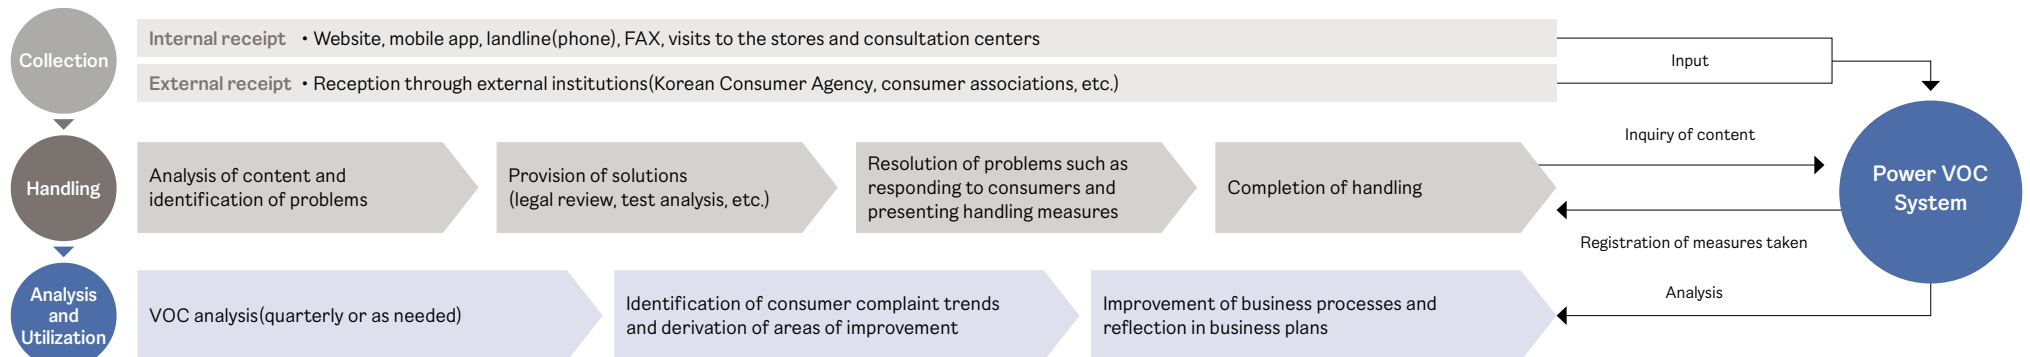 Collection
Internal receipt • Website, mobile app, landline(phone), FAX, visits to the stores and consultation centers
External receipt • Reception through external institutions(Korean Consumer Agency, consumer associations, etc.)
Input
Handling
Analysis of content and
identification of problems
Provision of solutions
(legal review, test analysis, etc.)
Resolution of problems such as
responding to consumers and
presenting handling measures
Completion of handling
Inquiry of content
Registration of measures taken
Power VOC
System
Analysis
and
Utilization
VOC analysis(quarterly or as needed)
Identification of consumer complaint trends
and derivation of areas of improvement
Improvement of business processes and
reflection in business plans
Analysis